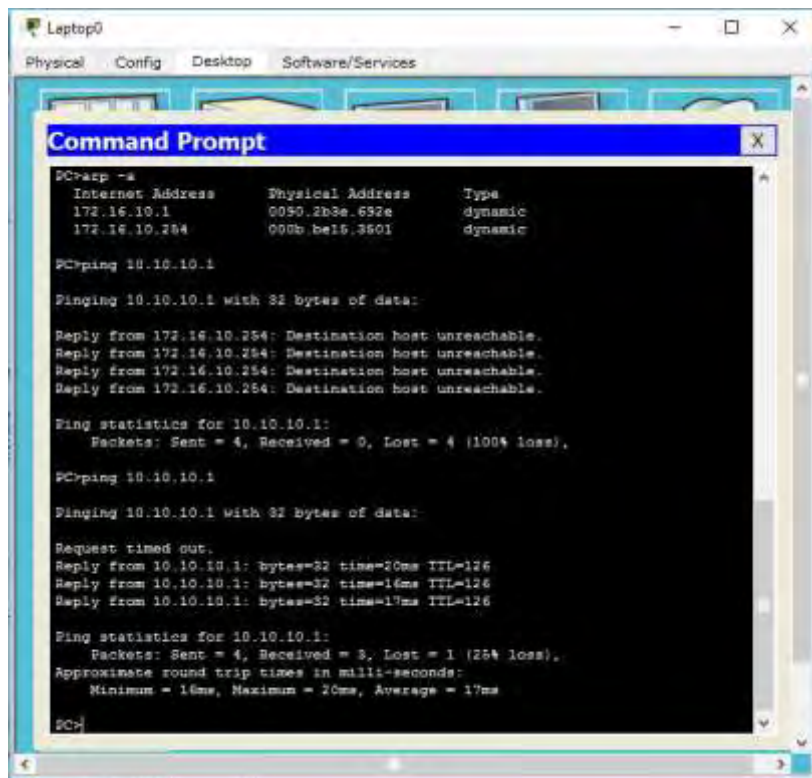 Laptop0
Physical Config Desktop Software/Services
Command Prompt X
PC>arp -a
Internet Address Physical Address Type
172.16.10.1 0090.2b3e.692e dynamic
172.16.10.254 000b.be15.3501 dynamic
PC>ping 10.10.10.1
Pinging 10.10.10.1 with 32 bytes of data:
Reply from 172.16.10.254: Destination host unreachable.
Reply from 172.16.10.254: Destination host unreachable.
Reply from 172.16.10.254: Destination host unreachable.
Reply from 172.16.10.254: Destination host unreachable.
Ping statistics for 10.10.10.1:
Packets: Sent = 4, Received = 0, Lost = 4 (100% loss),
PC>ping 10.10.10.1
Pinging 10.10.10.1 with 32 bytes of data:
Request timed out.
Reply from 10.10.10.1: bytes=32 time=20ms TTL=126
Reply from 10.10.10.1: bytes=32 time=16ms TTL=126
Reply from 10.10.10.1: bytes=32 time=17ms TTL=126
Ping statistics for 10.10.10.1:
Packets: Sent = 4, Received = 3, Lost = 1 (25% loss),
Approximate round trip times in milli-seconds:
Minimum = 16ms, Maximum = 20ms, Average = 17ms
PC>